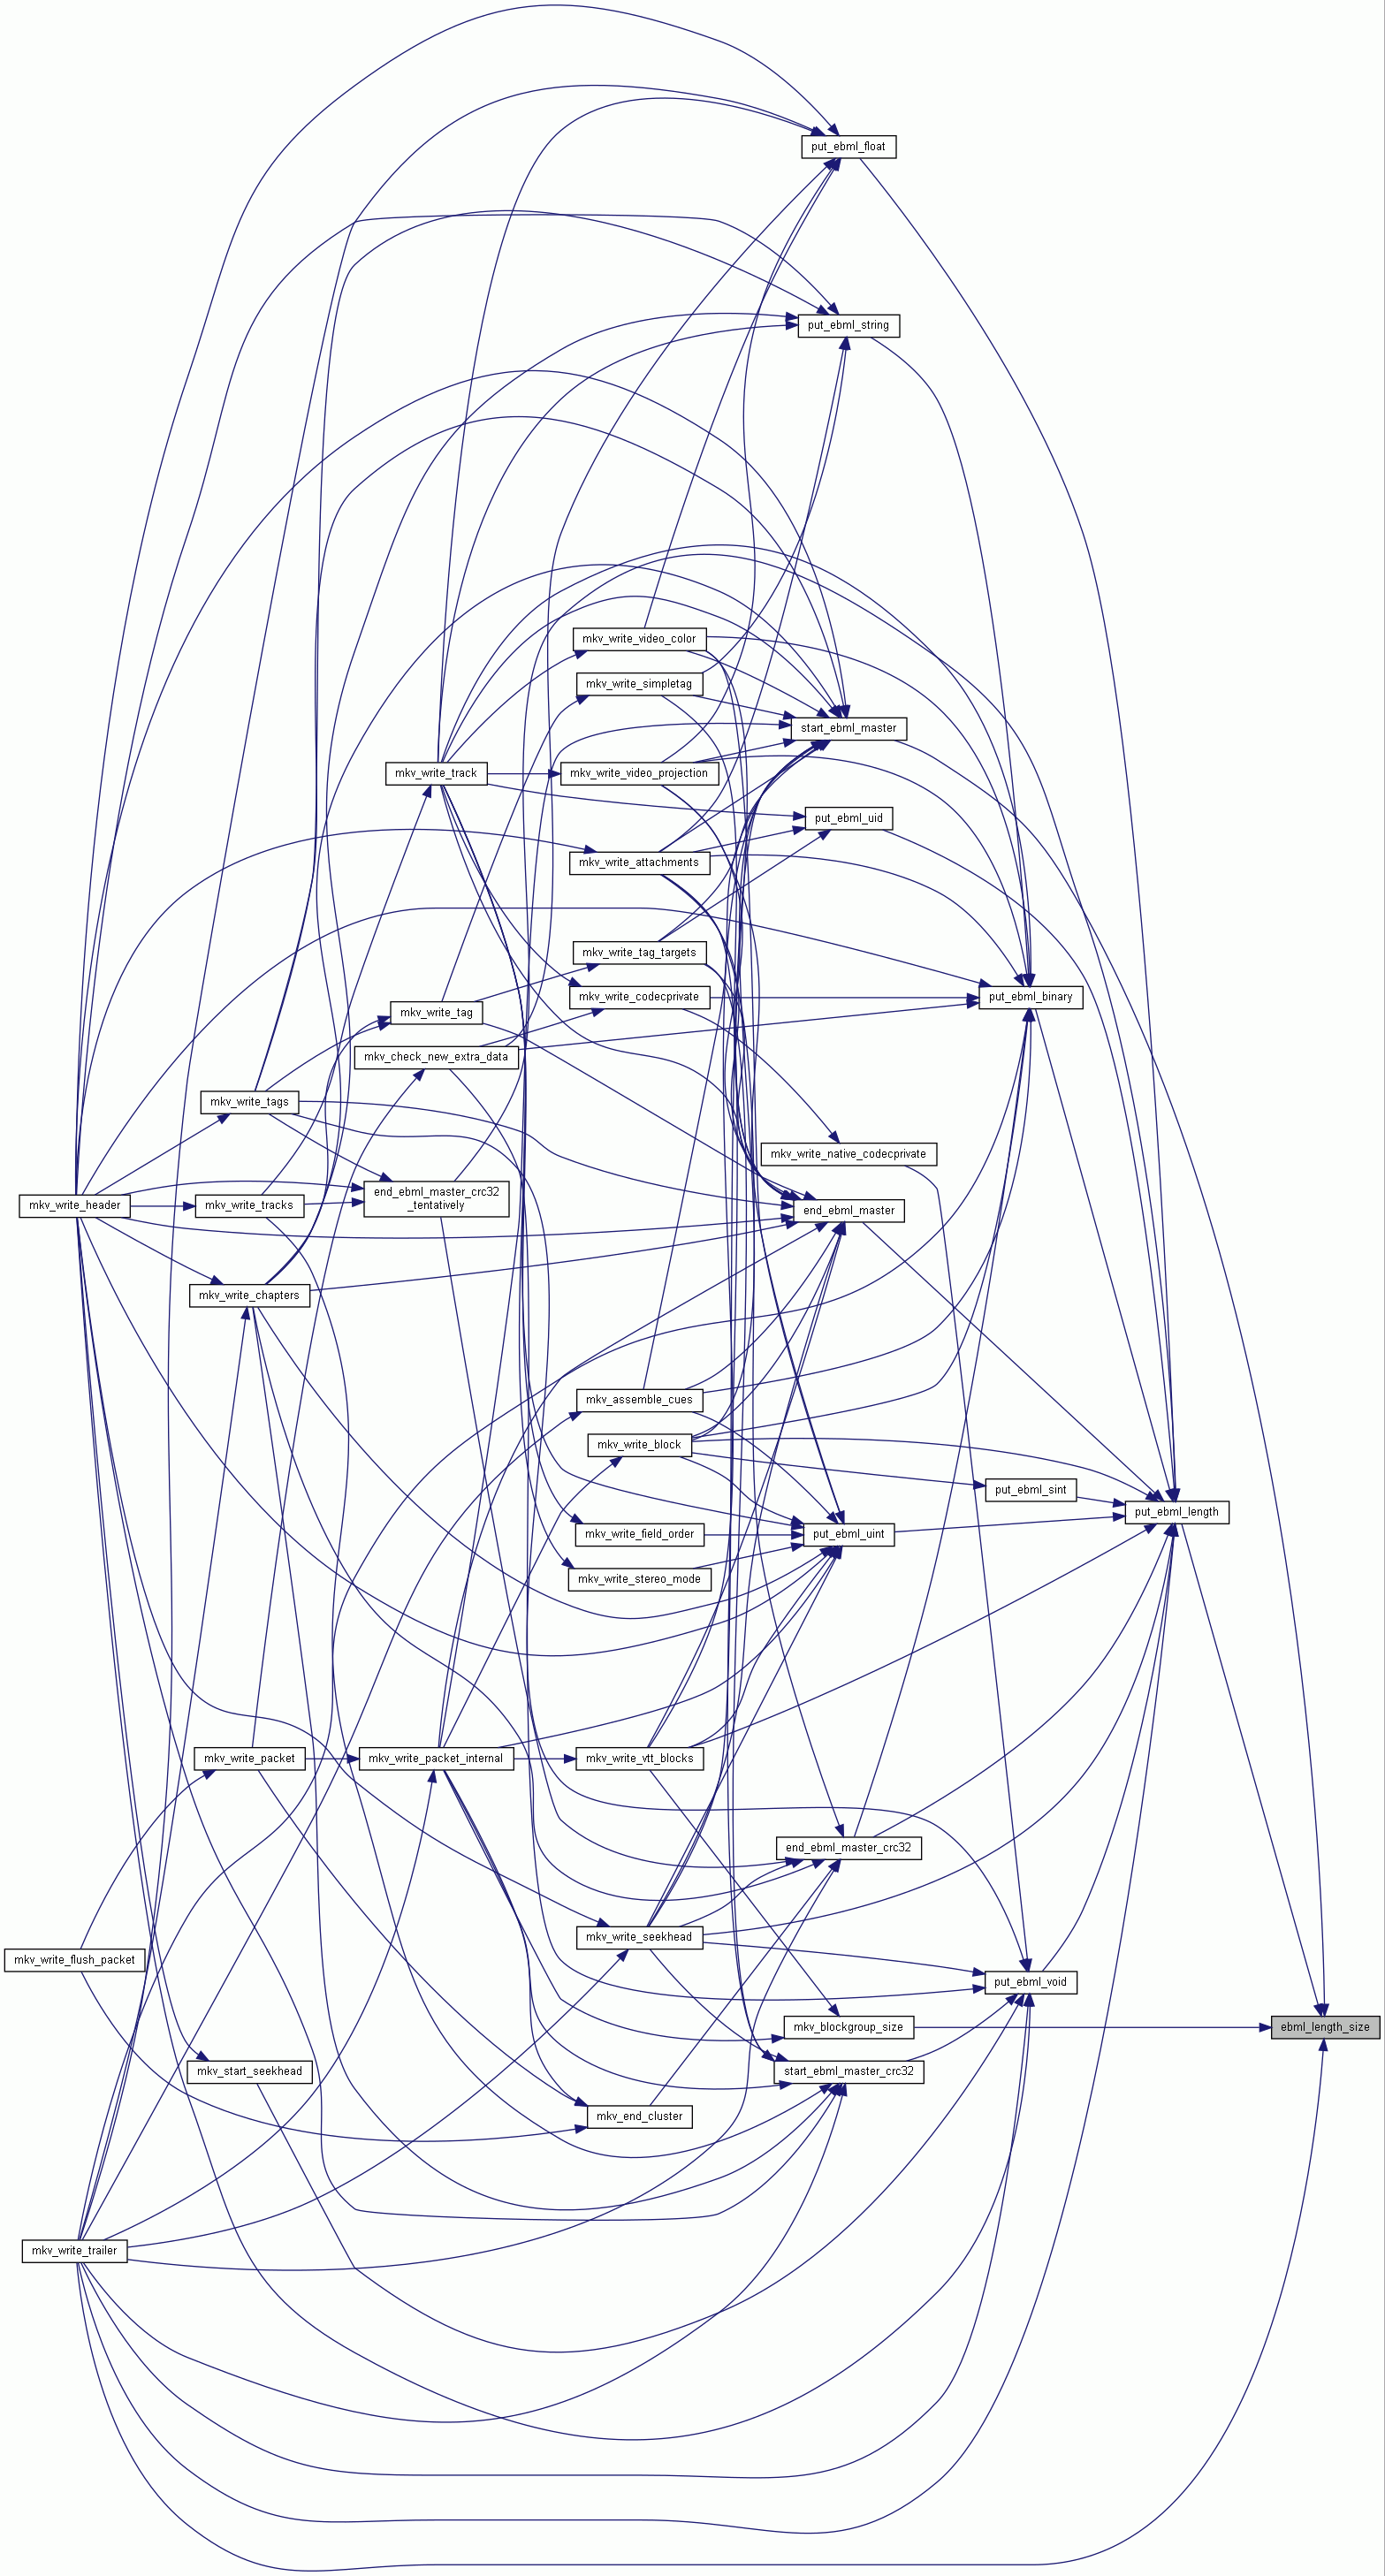 put_ebml_float
put_ebml_string
mkv_write_video_color
mkv_write_simpletag
start_ebml_master
mkv_write_track
mkv_write_video_projection
put_ebml_uid
mkv_write_attachments
mkv_write_tag_targets
mkv_write_codecprivate
put_ebml_binary
mkv_write_tag
mkv_check_new_extra_data
mkv_write_tags
mkv_write_native_codecprivate
end_ebml_master_crc32
_tentatively
mkv_write_header
mkv_write_tracks
end_ebml_master
mkv_write_chapters
mkv_assemble_cues
mkv_write_block
put_ebml_sint
put_ebml_length
mkv_write_field_order
put_ebml_uint
mkv_write_stereo_mode
mkv_write_packet
mkv_write_packet_internal
mkv_write_vtt_blocks
end_ebml_master_crc32
mkv_write_seekhead
mkv_write_flush_packet
put_ebml_void
mkv_blockgroup_size
ebml_length_size
mkv_start_seekhead
start_ebml_master_crc32
mkv_end_cluster
mkv_write_trailer